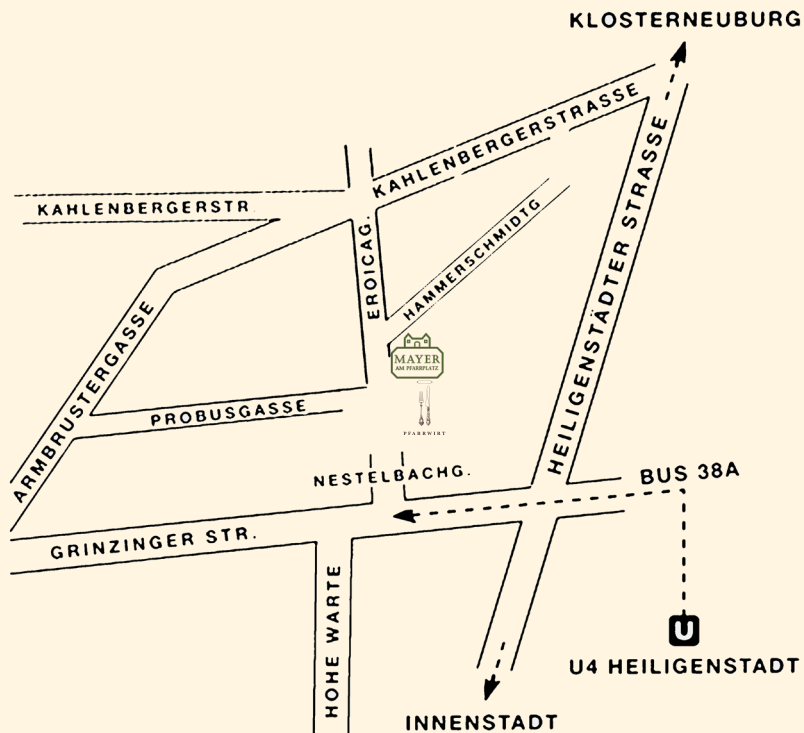 KLOSTERNEUBURG
KAHLENBERGERSTRASSE
KAHLENBERGERSTR.
HEILIGENSTÄDTER STRASSE
EROICAG.
HAMMERSCHMIDTG
ARMBRUSTERGASSE
MAYER
AM PFARRPLATZ
PROBUSGASSE
PFARRWIRT
NESTELBACHG.
BUS 38A
GRINZINGER STR.
HOHE WARTE
U
U4 HEILIGENSTADT
INNENSTADT